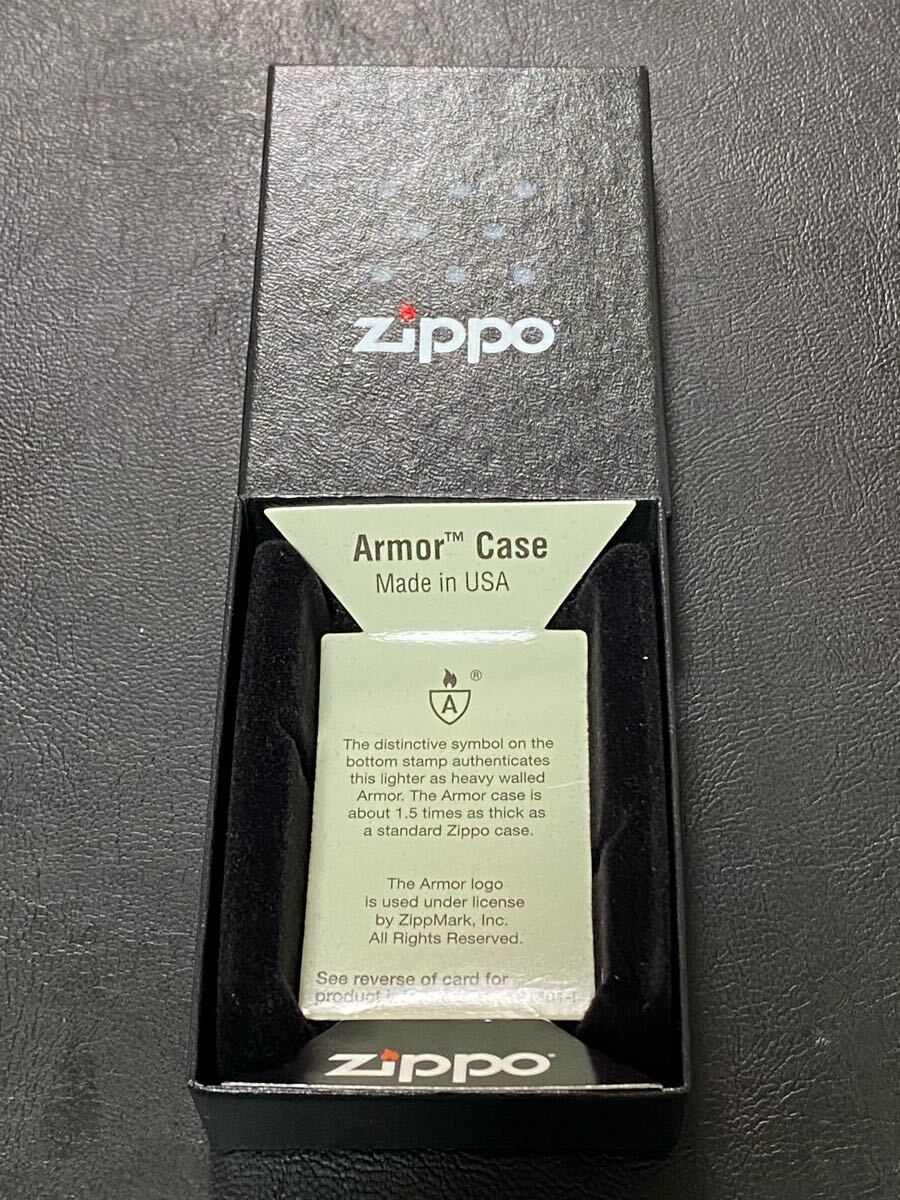 zippo
Armor™ Case
Made in USA
A ®
The distinctive symbol on the
bottom stamp authenticates
this lighter as heavy walled
Armor. The Armor case is
about 1.5 times as thick as
a standard Zippo case.
The Armor logo
is used under license
by ZippMark, Inc.
All Rights Reserved.
See reverse of card for
product
zippo